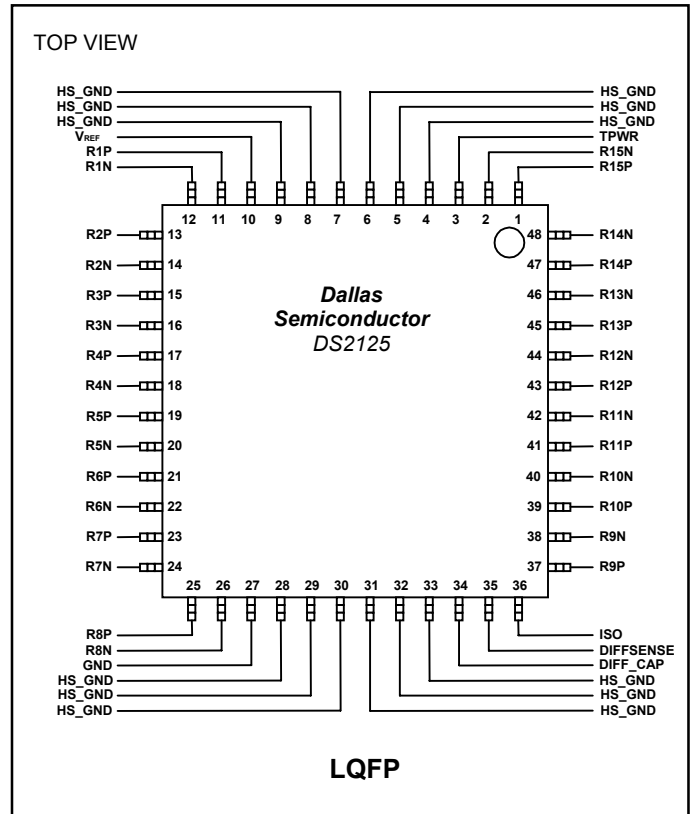 TOP VIEW
HS_GND HS_GND
HS_GND HS_GND
HS_GND HS_GND
VREF TPWR
R1P R15N
R1N R15P
12 11 10 9 8 7 6 5 4 3 2 1
R2P 13 48 R14N
R2N 14 47 R14P
R3P 15 46 R13N
R3N 16 45 R13P
R4P 17 44 R12N
R4N 18 43 R12P
R5P 19 42 R11N
R5N 20 41 R11P
R6P 21 40 R10N
R6N 22 39 R10P
R7P 23 38 R9N
R7N 24 37 R9P
Dallas
Semiconductor
DS2125
25 26 27 28 29 30 31 32 33 34 35 36
R8P ISO
R8N DIFFSENSE
GND DIFF_CAP
HS_GND HS_GND
HS_GND HS_GND
HS_GND HS_GND
LQFP